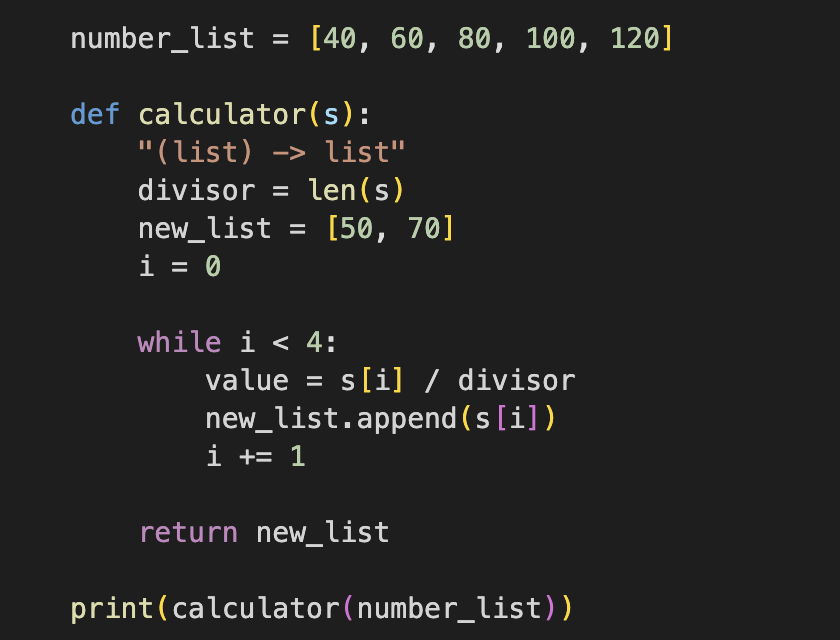 number_list = [40, 60, 80, 100, 120]

def calculator(s):
    "(list) -> list"
    divisor = len(s)
    new_list = [50, 70]
    i = 0

    while i < 4:
        value = s[i] / divisor
        new_list.append(s[i])
        i += 1

    return new_list

print(calculator(number_list))